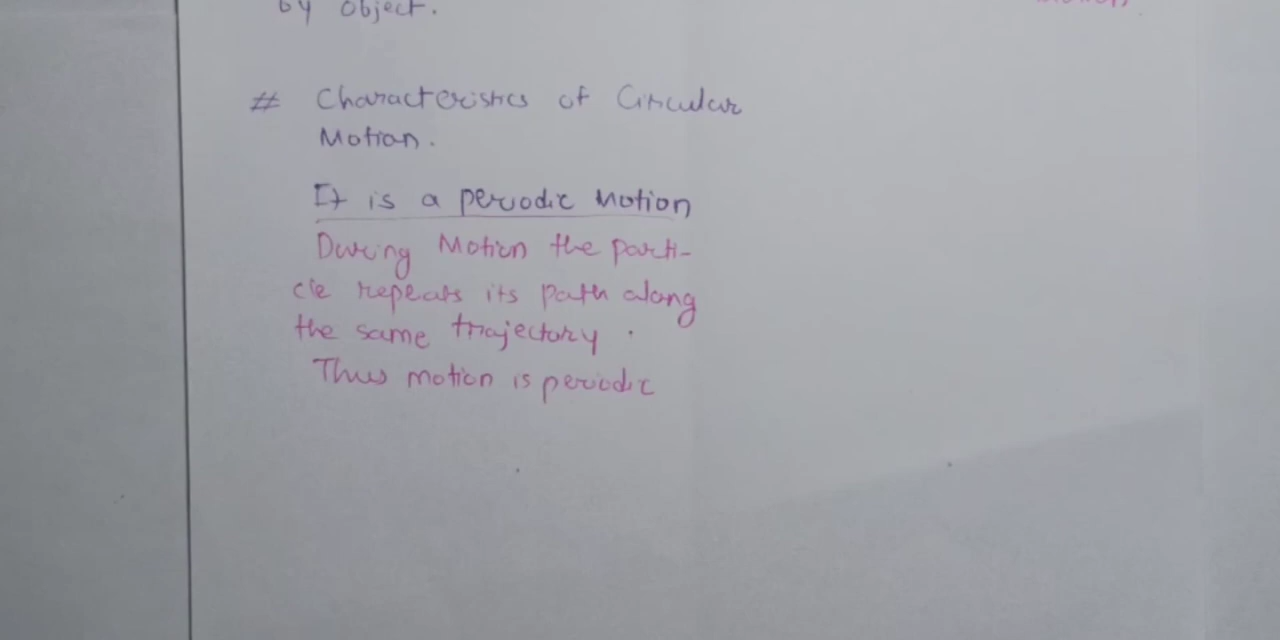 by object.
# Characteristics of Circular
Motion.
It is a periodic Motion
During Motion the parti-
cle repeats its path along
the same trajectory.
Thus motion is periodic